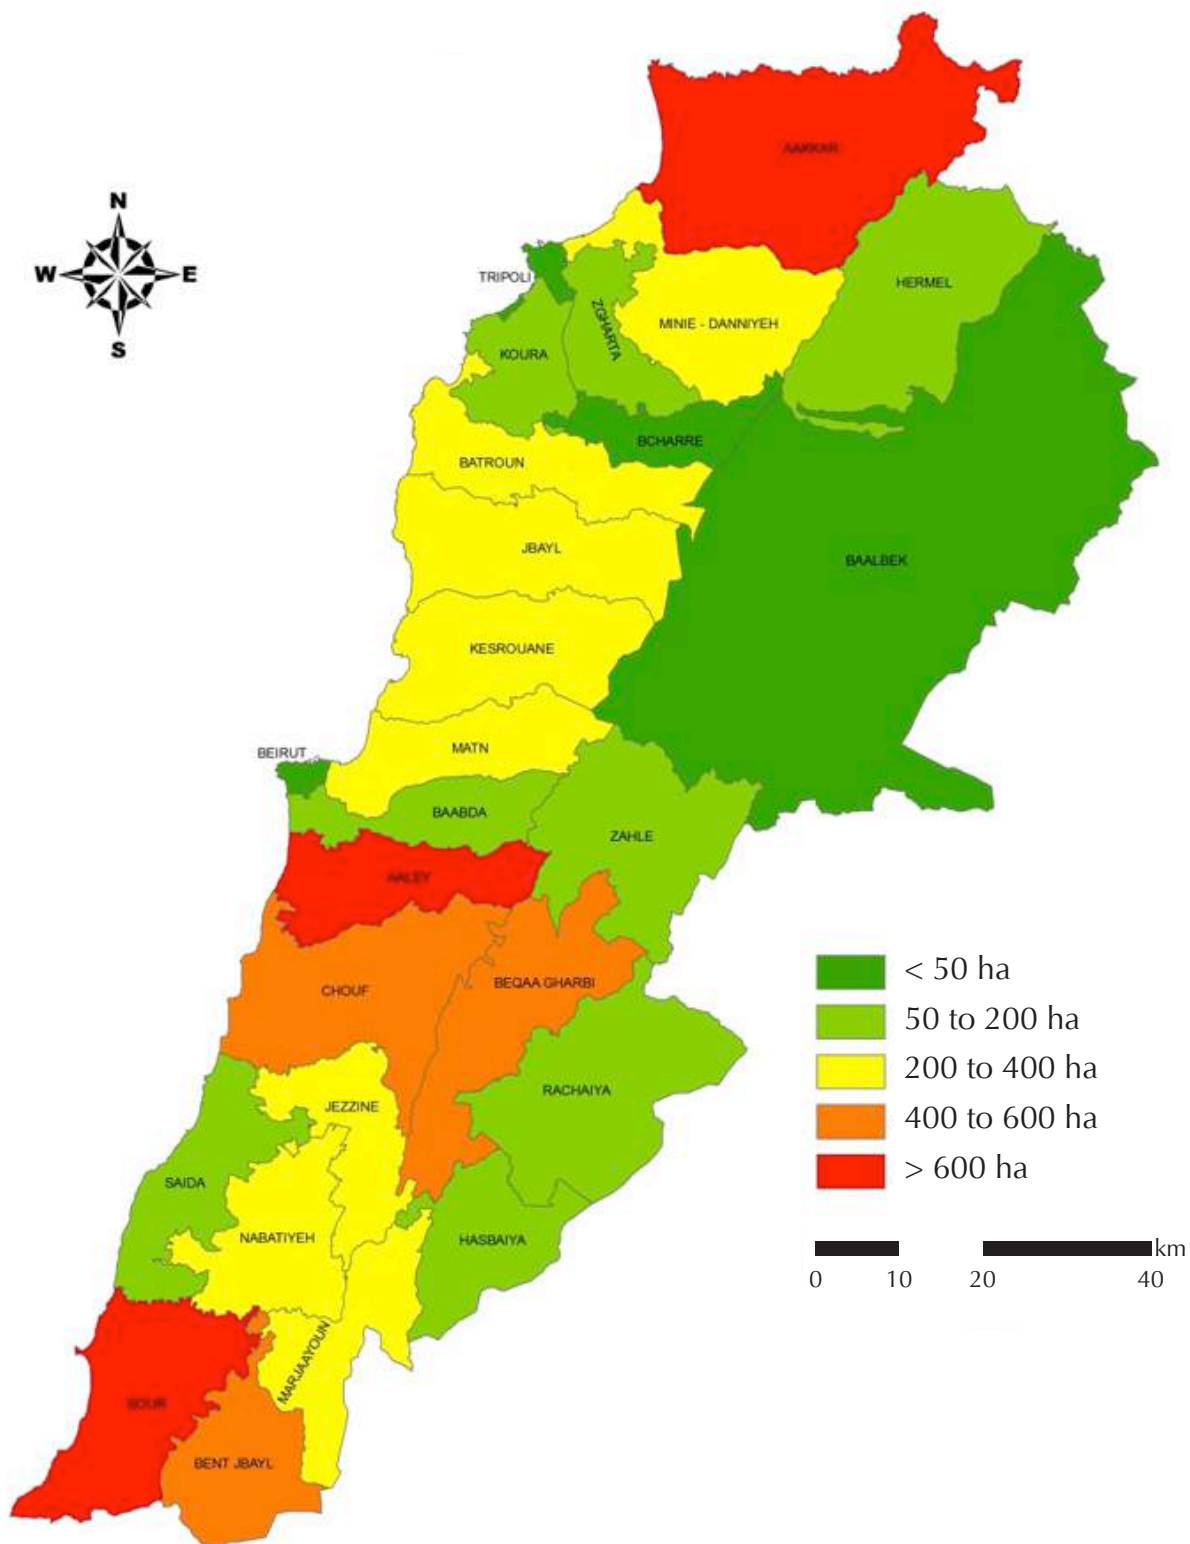 AAKKAR
N
W E
S
TRIPOLI
HERMEL
ZGHARTA
MINIE - DANNIYEH
KOURA
BCHARRE
BATROUN
JBAYL
BAALBEK
KESROUANE
MATN
BEIRUT
BAABDA
ZAHLE
AALEY
CHOUF
BEQAA GHARBI
< 50 ha
50 to 200 ha
200 to 400 ha
400 to 600 ha
> 600 ha
RACHAIYA
JEZZINE
SAIDA
NABATIYEH
HASBAIYA
km
0 10 20 40
MARJAAYOUN
SOUR
BENT JBAYL